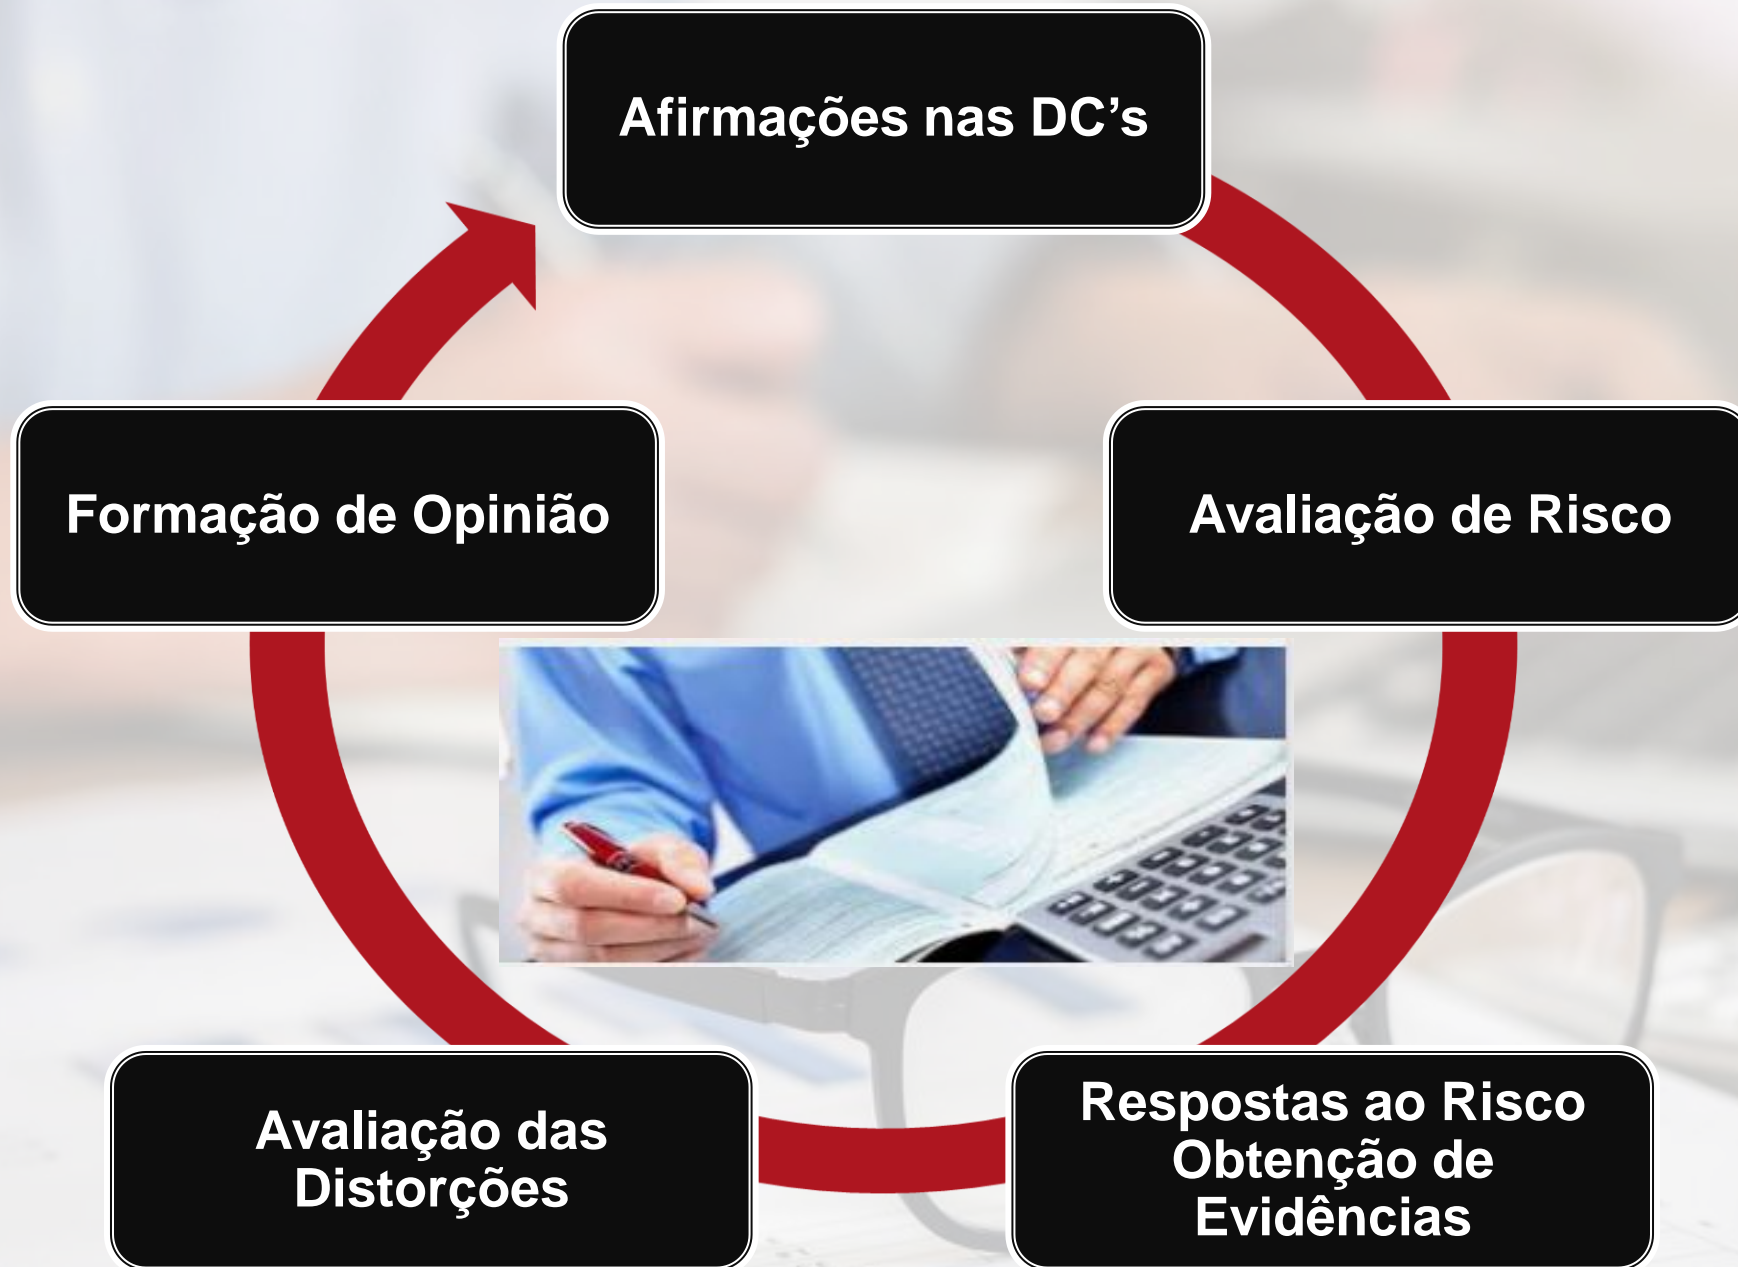 Afirmações nas DC’s
Formação de Opinião
Avaliação de Risco
Avaliação das
Distorções
Respostas ao Risco
Obtenção de
Evidências